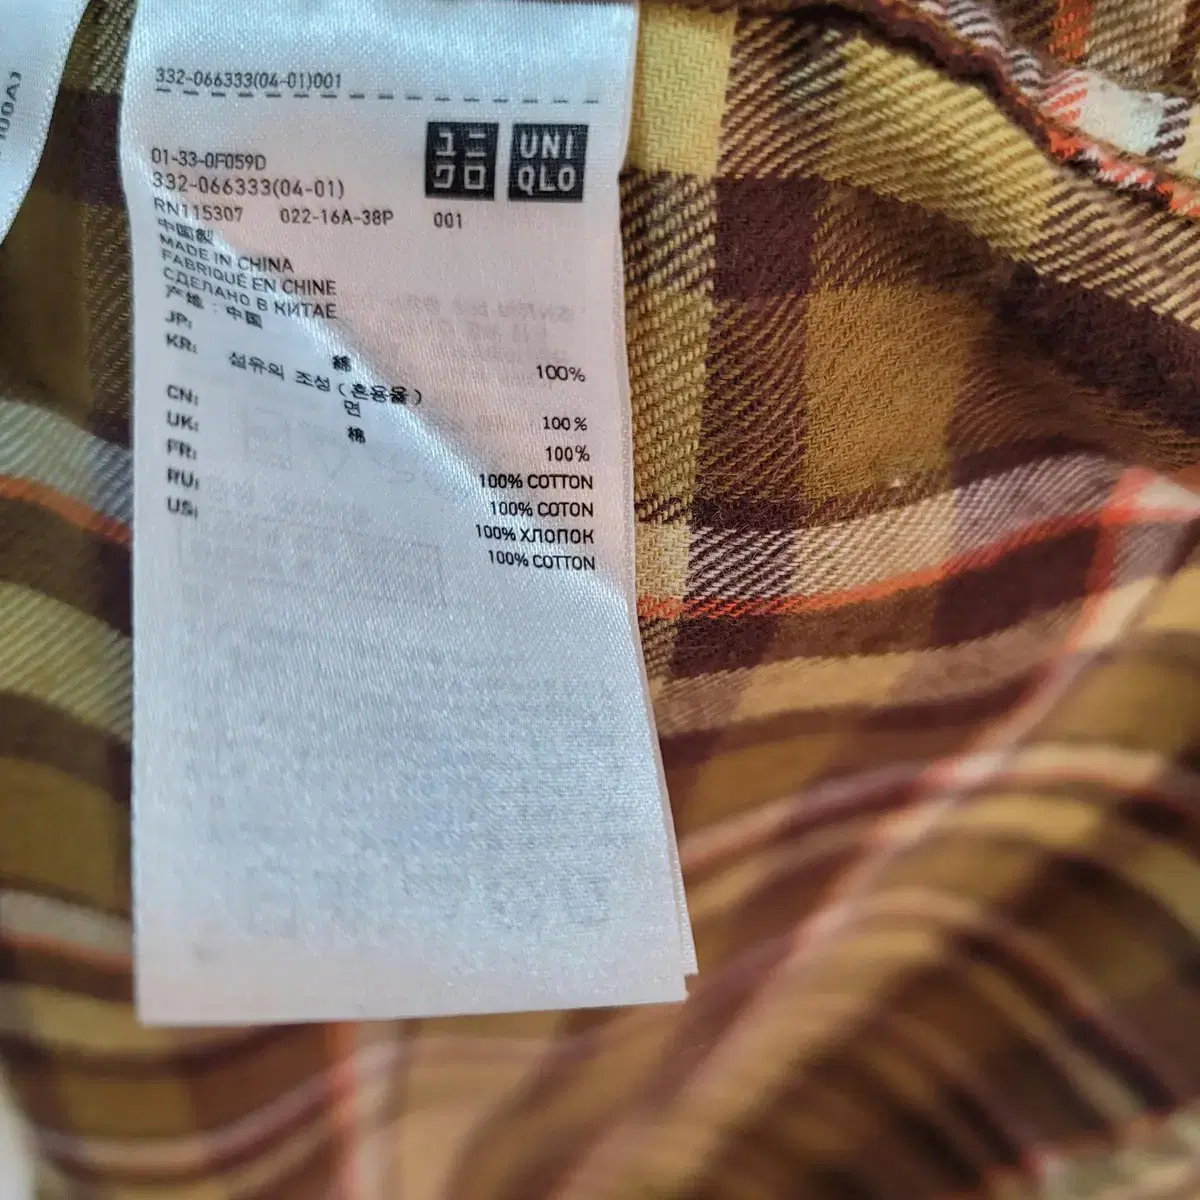 332-066333(04-01)001
ユニ
クロ
UNI
QLO
01-33-0F059D
332-066333(04-01)
RN115307 022-16A-38P 001
中国製
MADE IN CHINA
FABRIQUÉ EN CHINE
СДЕЛАНО В КИТАЕ
产地:中国
JP:
綿 100%
KR:
섬유의 조성(혼용율)
면 100%
CN:
棉 100%
UK: 100% COTTON
FR: 100% COTON
RU: 100% ХЛОПОК
US: 100% COTTON